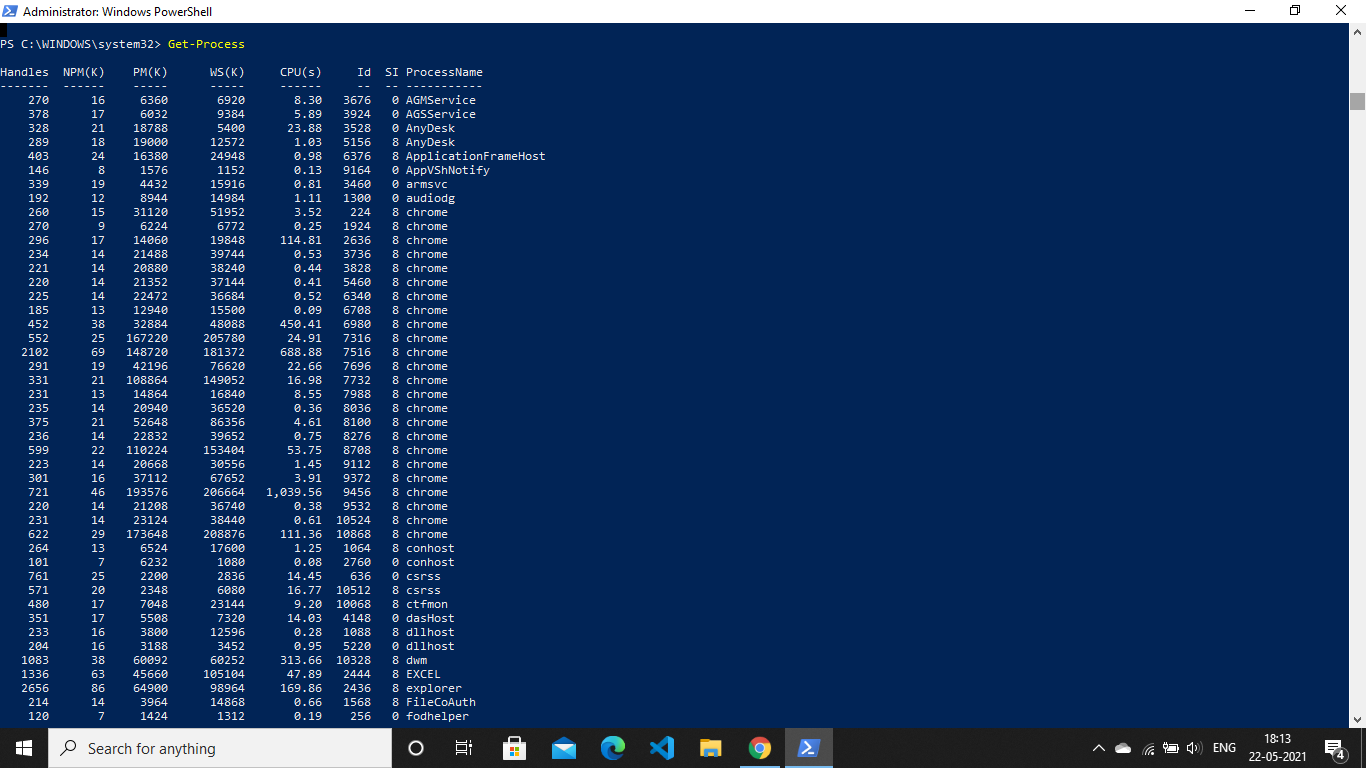 Administrator: Windows PowerShell
PS C:\WINDOWS\system32> Get-Process
Handles NPM(K) PM(K) WS(K) CPU(s) Id SI ProcessName
------- ------ ----- ----- ------ -- -- -----------
270 16 6360 6920 8.30 3676 0 AGMService
378 17 6032 9384 5.89 3924 0 AGSService
328 21 18788 5400 23.88 3528 0 AnyDesk
289 18 19000 12572 1.03 5156 8 AnyDesk
403 24 16380 24948 0.98 6376 8 ApplicationFrameHost
146 8 1576 1152 0.13 9164 0 AppVShNotify
339 19 4432 15916 0.81 3460 0 armsvc
192 12 8944 14984 1.11 1300 0 audiodg
260 15 31120 51952 3.52 224 8 chrome
270 9 6224 6772 0.25 1924 8 chrome
296 17 14060 19848 114.81 2636 8 chrome
234 14 21488 39744 0.53 3736 8 chrome
221 14 20880 38240 0.44 3828 8 chrome
220 14 21352 37144 0.41 5460 8 chrome
225 14 22472 36684 0.52 6340 8 chrome
185 13 12940 15500 0.09 6708 8 chrome
452 38 32884 48088 450.41 6980 8 chrome
552 25 167220 205780 24.91 7316 8 chrome
2102 69 148720 181372 688.88 7516 8 chrome
291 19 42196 76620 22.66 7696 8 chrome
331 21 108864 149052 16.98 7732 8 chrome
231 13 14864 16840 8.55 7988 8 chrome
235 14 20940 36520 0.36 8036 8 chrome
375 21 52648 86356 4.61 8100 8 chrome
236 14 22832 39652 0.75 8276 8 chrome
599 22 110224 153404 53.75 8708 8 chrome
223 14 20668 30556 1.45 9112 8 chrome
301 16 37112 67652 3.91 9372 8 chrome
721 46 193576 206664 1,039.56 9456 8 chrome
220 14 21208 36740 0.38 9532 8 chrome
231 14 23124 38440 0.61 10524 8 chrome
622 29 173648 208876 111.36 10868 8 chrome
264 13 6524 17600 1.25 1064 8 conhost
101 7 6232 1080 0.08 2760 0 conhost
761 25 2200 2836 14.45 636 0 csrss
571 20 2348 6080 16.77 10512 8 csrss
480 17 7048 23144 9.20 10068 8 ctfmon
351 17 5508 7320 14.03 4148 0 dasHost
233 16 3800 12596 0.28 1088 8 dllhost
204 16 3188 3452 0.95 5220 0 dllhost
1083 38 60092 60252 313.66 10328 8 dwm
1336 63 45660 105104 47.89 2444 8 EXCEL
2656 86 64900 98964 169.86 2436 8 explorer
214 14 3964 14868 0.66 1568 8 FileCoAuth
120 7 1424 1312 0.19 256 0 fodhelper
Search for anything
ENG
18:13
22-05-2021
4